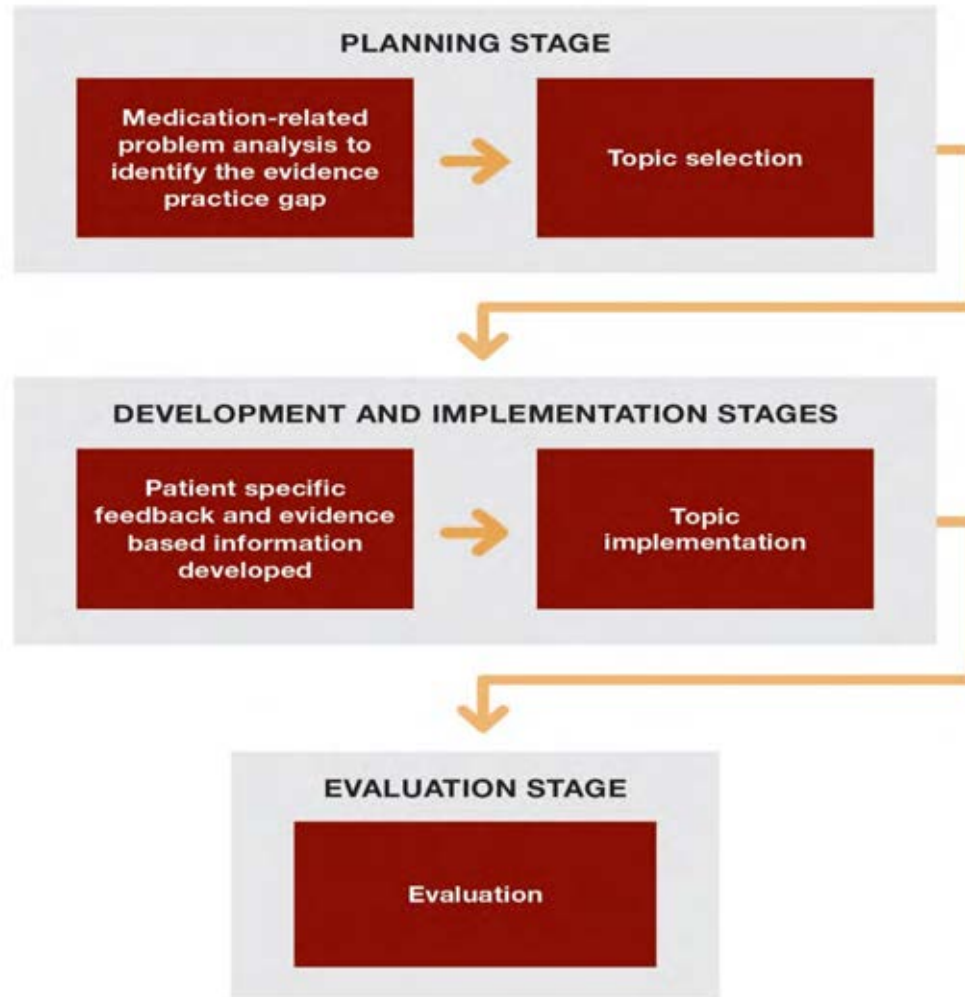 PLANNING STAGE
Medication-related
problem analysis to
identify the evidence
practice gap
Topic selection
DEVELOPMENT AND IMPLEMENTATION STAGES
Patient specific
feedback and evidence
based information
developed
Topic
implementation
EVALUATION STAGE
Evaluation